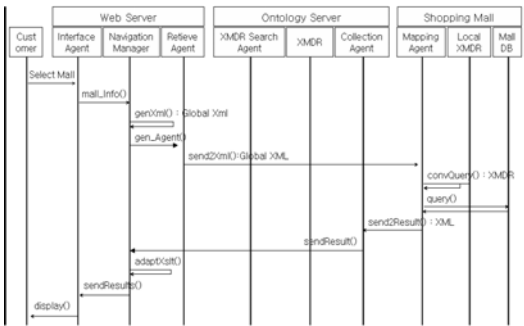 Web Server
Ontology Server
Shopping Mall
Cust
omer
Interface
Agent
Navigation
Manager
Retieve
Agent
XMDR Search
Agent
XMDR
Collection
Agent
Mapping
Agent
Local
XMDR
Mall
DB
Select Mall
mall_Info()
genXml() : Global Xml
gen_Agent()
send2Xml():Global XML
convQuery() : XMDR
query()
send2Result() : XML
sendResult()
adaptXslt()
sendResults()
display()